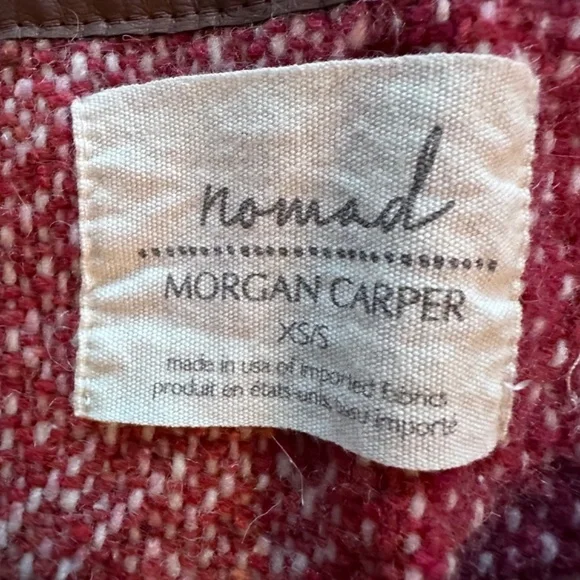 nomad
MORGAN CARPER
XS/S
made in usa of imported fabrics
produit en états-unis, tissu importé